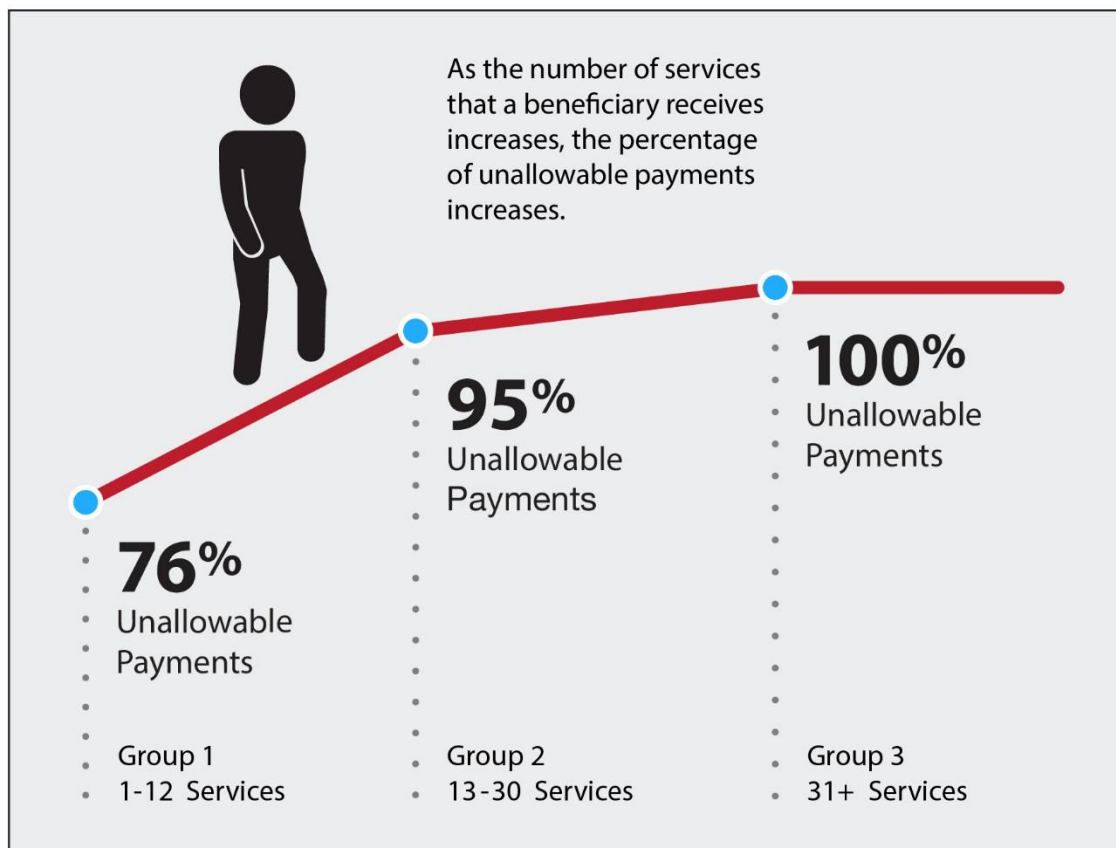 As the number of services
that a beneficiary receives
increases, the percentage
of unallowable payments
increases.
76%
Unallowable
Payments
95%
Unallowable
Payments
100%
Unallowable
Payments
Group 1
1-12 Services
Group 2
13-30 Services
Group 3
31+ Services